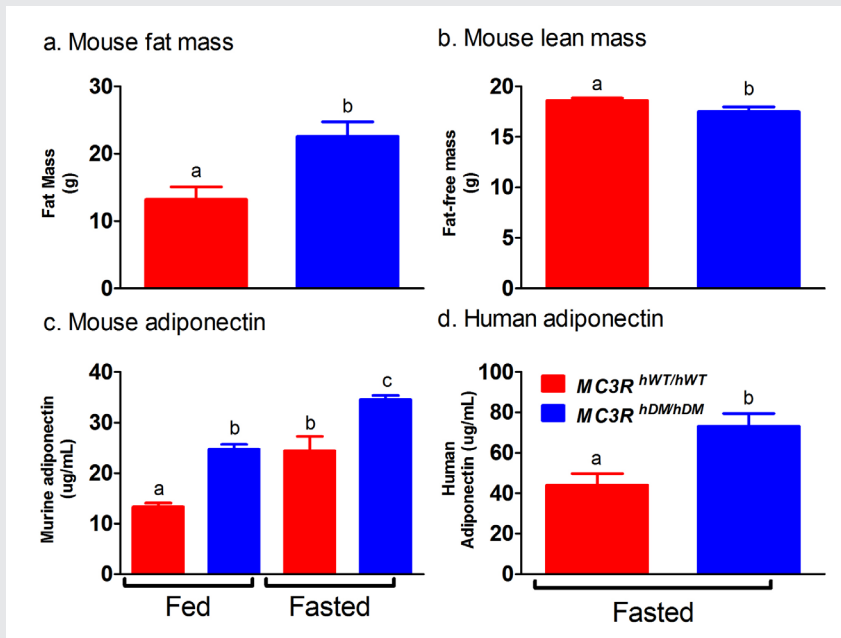 a. Mouse fat mass
30
20
10
0
Fat Mass
(g)
a
b
b. Mouse lean mass
20
15
10
5
0
Fat-free mass
(g)
a
b
c. Mouse adiponectin
40
30
20
10
0
Murine adiponectin
(ug/mL)
a
b
b
c
Fed
Fasted
d. Human adiponectin
100
80
60
40
20
0
Human
Adiponectin (ug/mL)
MC3R hWT/hWT
MC3R hDM/hDM
a
b
Fasted